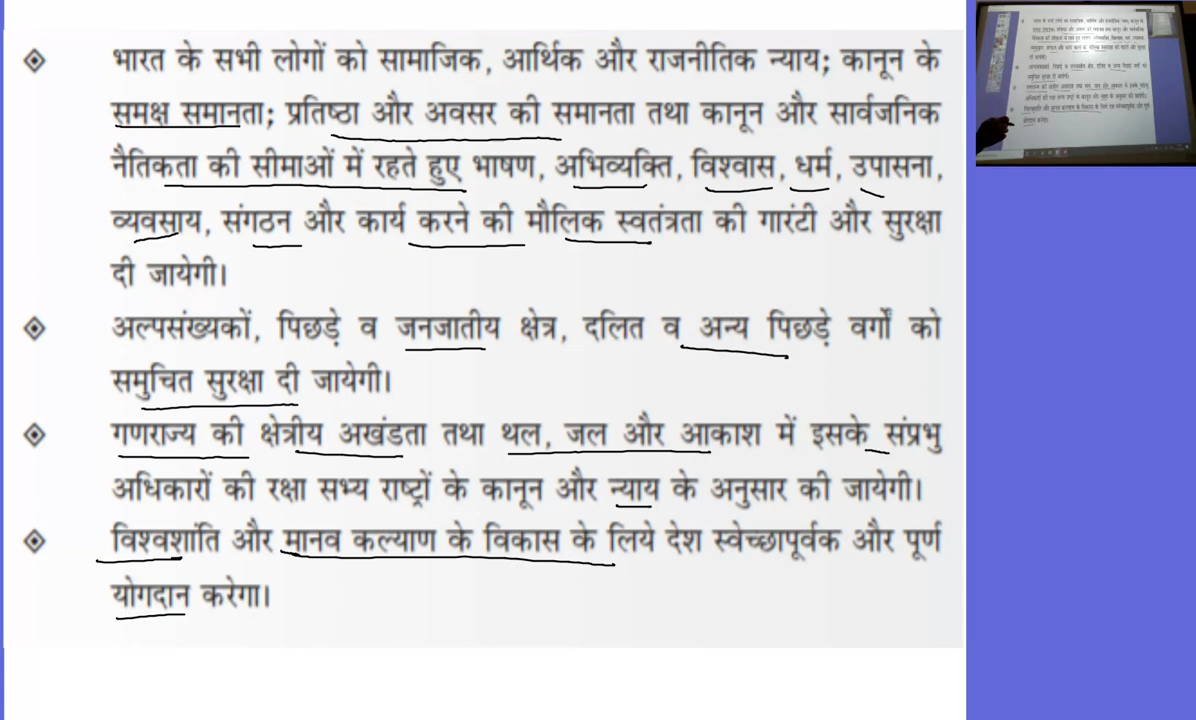 भारत के सभी लोगों को सामाजिक, आर्थिक और राजनीतिक न्याय; कानून के
समक्ष समानता; प्रतिष्ठा और अवसर की समानता तथा कानून और सार्वजनिक
नैतिकता की सीमाओं में रहते हुए भाषण, अभिव्यक्ति, विश्वास, धर्म, उपासना,
व्यवसाय, संगठन और कार्य करने की मौलिक स्वतंत्रता की गारंटी और सुरक्षा
दी जायेगी।
अल्पसंख्यकों, पिछड़े व जनजातीय क्षेत्र, दलित व अन्य पिछड़े वर्गों को
समुचित सुरक्षा दी जायेगी।
गणराज्य की क्षेत्रीय अखंडता तथा थल, जल और आकाश में इसके संप्रभु
अधिकारों की रक्षा सभ्य राष्ट्रों के कानून और न्याय के अनुसार की जायेगी।
विश्वशांति और मानव कल्याण के विकास के लिये देश स्वेच्छापूर्वक और पूर्ण
योगदान करेगा।